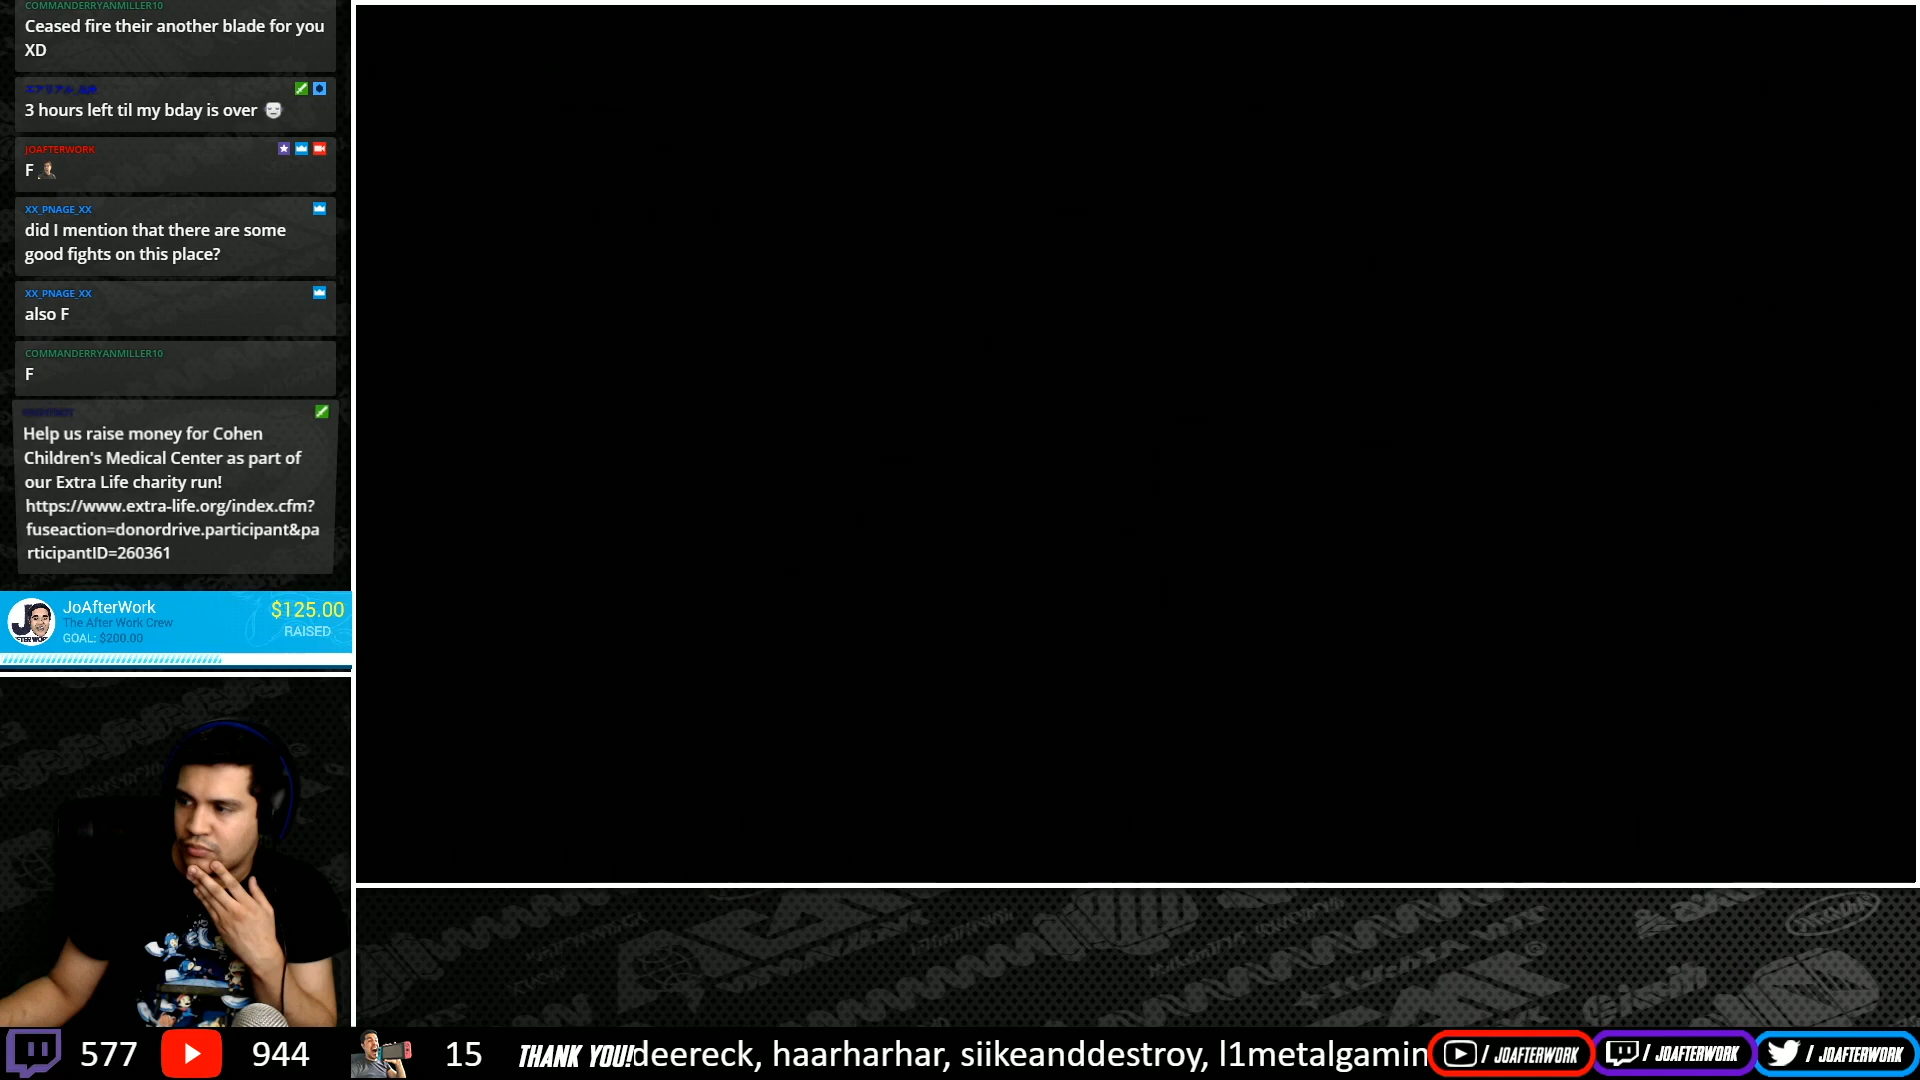 COMMANDERRYANMILLER10
Ceased fire their another blade for you
XD
3 hours left til my bday is over
JOAFTERWORK
F
XX_PNAGE_XX
did I mention that there are some
good fights on this place?
XX_PNAGE_XX
also F
COMMANDERRYANMILLER10
F
Help us raise money for Cohen
Children's Medical Center as part of
our Extra Life charity run!
https://www.extra-life.org/index.cfm?
fuseaction=donordrive.participant&pa
rticipantID=260361
JoAfterWork
$125.00
The After Work Crew
RAISED
GOAL: $200.00
577
944
15
THANK YOU!
deereck, haarharhar, siikeanddestroy, l1metalgamin
/ JOAFTERWORK
/ JOAFTERWORK
/ JOAFTERWORK